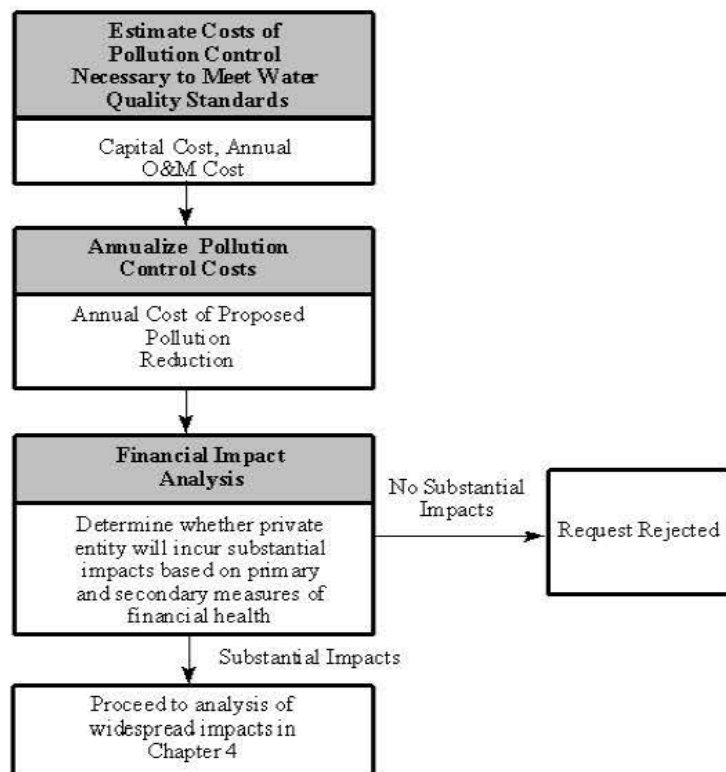 Estimate Costs of
Pollution Control
Necessary to Meet Water
Quality Standards
Capital Cost, Annual
O&M Cost
Annualize Pollution
Control Costs
Annual Cost of Proposed
Pollution
Reduction
Financial Impact
Analysis
Determine whether private
entity will incur substantial
impacts based on primary
and secondary measures of
financial health
No Substantial
Impacts
Request Rejected
Substantial Impacts
Proceed to analysis of
widespread impacts in
Chapter 4